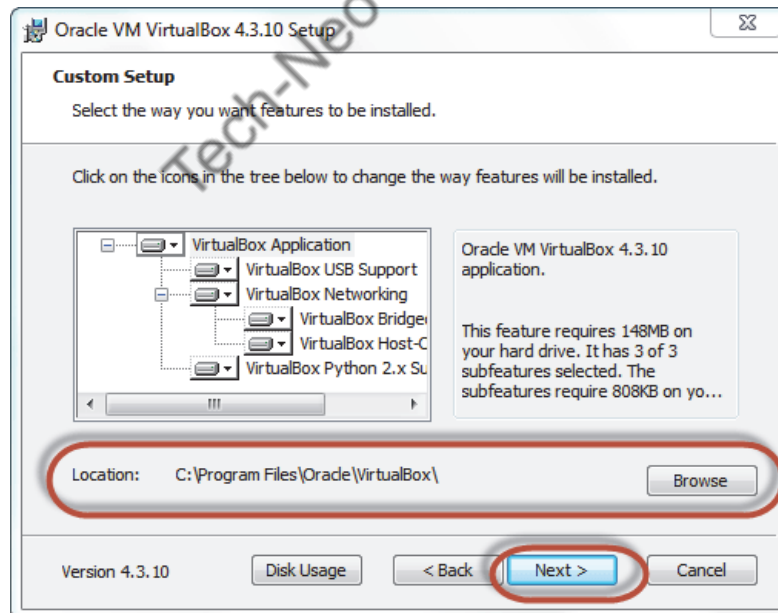 Oracle VM VirtualBox 4.3.10 Setup
Tech-Neo
Custom Setup
Select the way you want features to be installed.
Click on the icons in the tree below to change the way features will be installed.
VirtualBox Application
VirtualBox USB Support
VirtualBox Networking
VirtualBox Bridge
VirtualBox Host-C
VirtualBox Python 2.x Su
Oracle VM VirtualBox 4.3.10
application.
This feature requires 148MB on
your hard drive. It has 3 of 3
subfeatures selected. The
subfeatures require 808KB on yo...
Location: C:\Program Files\Oracle\VirtualBox\
Browse
Version 4.3.10
Disk Usage
< Back
Next >
Cancel